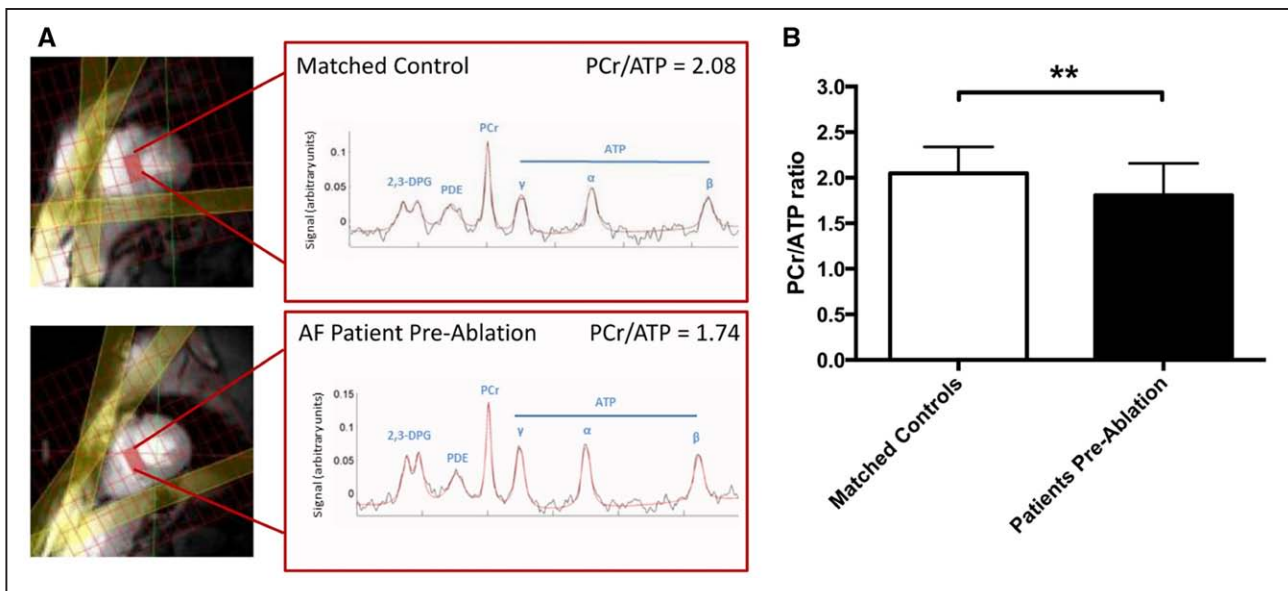 A
Matched Control PCr/ATP = 2.08
Signal (arbitrary units)
0.1
0.05
0
2,3-DPG
PDE
PCr
ATP
γ
α
β
AF Patient Pre-Ablation PCr/ATP = 1.74
Signal (arbitrary units)
0.15
0.1
0.05
0
2,3-DPG
PDE
PCr
ATP
γ
α
β
B
**
PCr/ATP ratio
3.0
2.5
2.0
1.5
1.0
0.5
0.0
Matched Controls
Patients Pre-Ablation